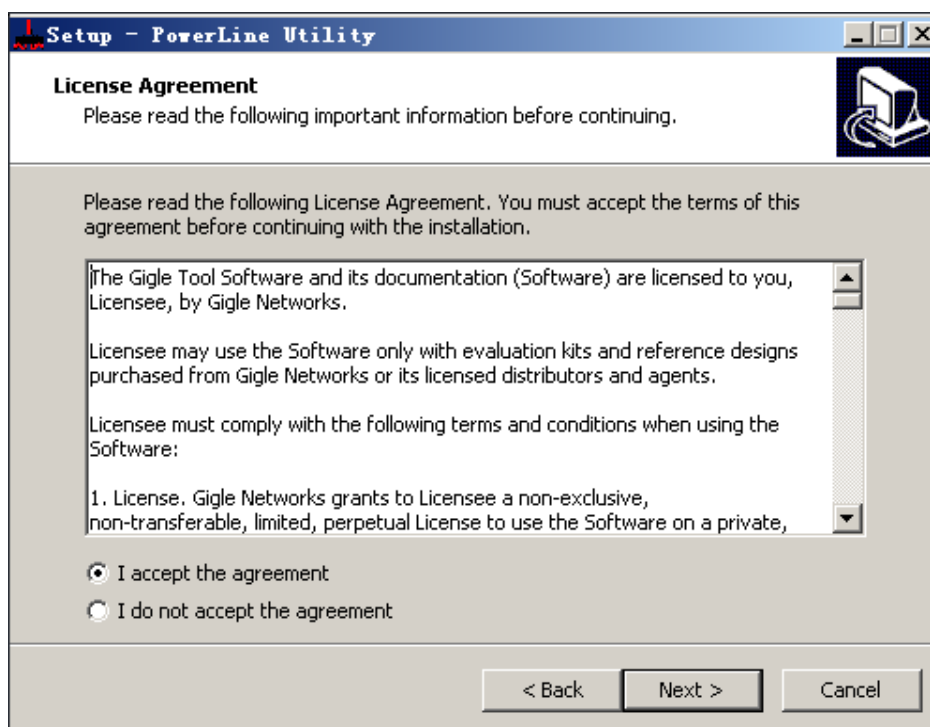 Setup - PowerLine Utility
License Agreement
Please read the following important information before continuing.
Please read the following License Agreement. You must accept the terms of this
agreement before continuing with the installation.
The Gigle Tool Software and its documentation (Software) are licensed to you,
Licensee, by Gigle Networks.
Licensee may use the Software only with evaluation kits and reference designs
purchased from Gigle Networks or its licensed distributors and agents.
Licensee must comply with the following terms and conditions when using the
Software:
1. License. Gigle Networks grants to Licensee a non-exclusive,
non-transferable, limited, perpetual License to use the Software on a private,
I accept the agreement
I do not accept the agreement
< Back
Next >
Cancel